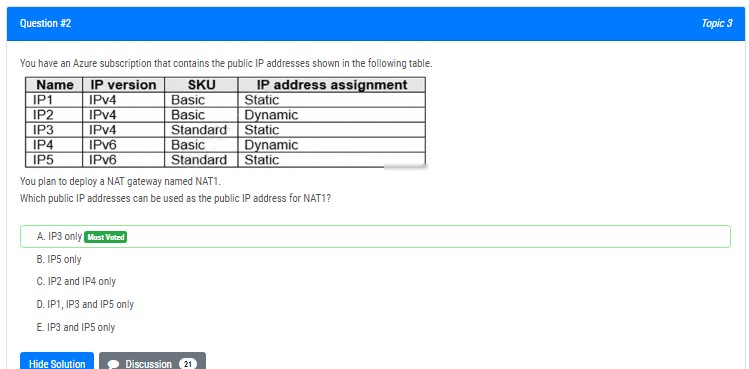 Question #2 Topic 3
You have an Azure subscription that contains the public IP addresses shown in the following table.
Name IP version SKU IP address assignment
IP1 IPv4 Basic Static
IP2 IPv4 Basic Dynamic
IP3 IPv4 Standard Static
IP4 IPv6 Basic Dynamic
IP5 IPv6 Standard Static
You plan to deploy a NAT gateway named NAT1.
Which public IP addresses can be used as the public IP address for NAT1?
A. IP3 only Most Voted
B. IP5 only
C. IP2 and IP4 only
D. IP1, IP3 and IP5 only
E. IP3 and IP5 only
Hide Solution Discussion 21